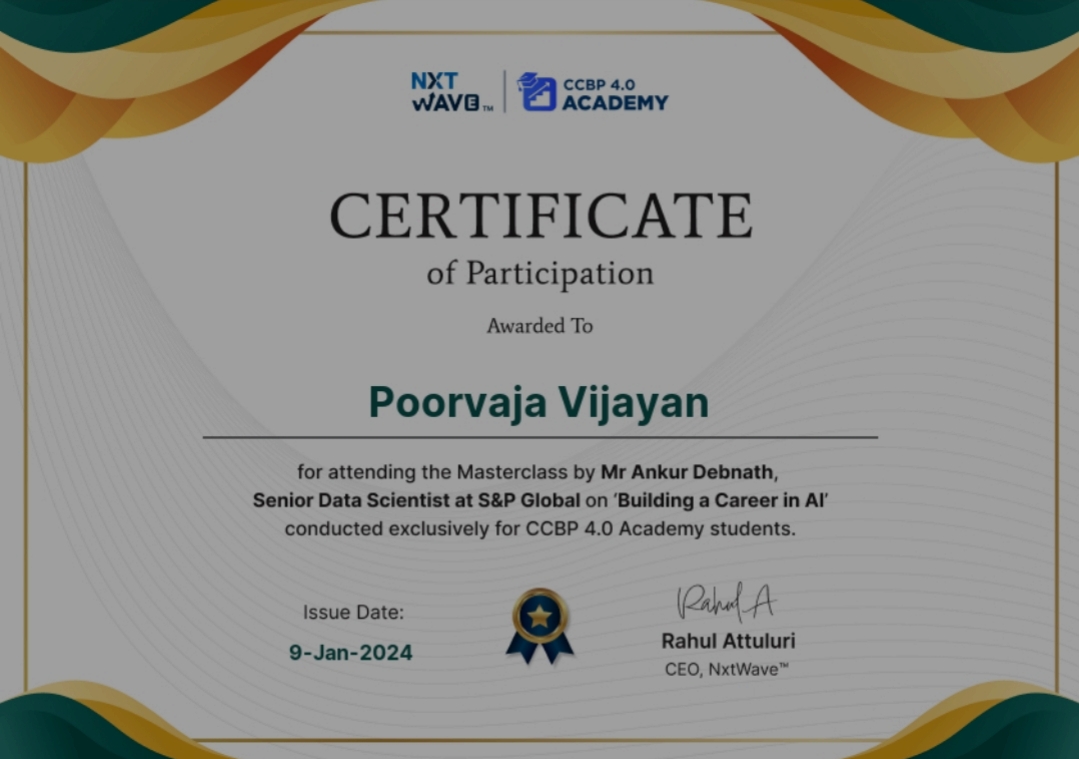 NXT
WAVE™
CCBP 4.0
ACADEMY
CERTIFICATE
of Participation
Awarded To
Poorvaja Vijayan
for attending the Masterclass by Mr Ankur Debnath,
Senior Data Scientist at S&P Global on ‘Building a Career in AI’
conducted exclusively for CCBP 4.0 Academy students.
Issue Date:
9-Jan-2024
Rahul A
Rahul Attuluri
CEO, NxtWave™